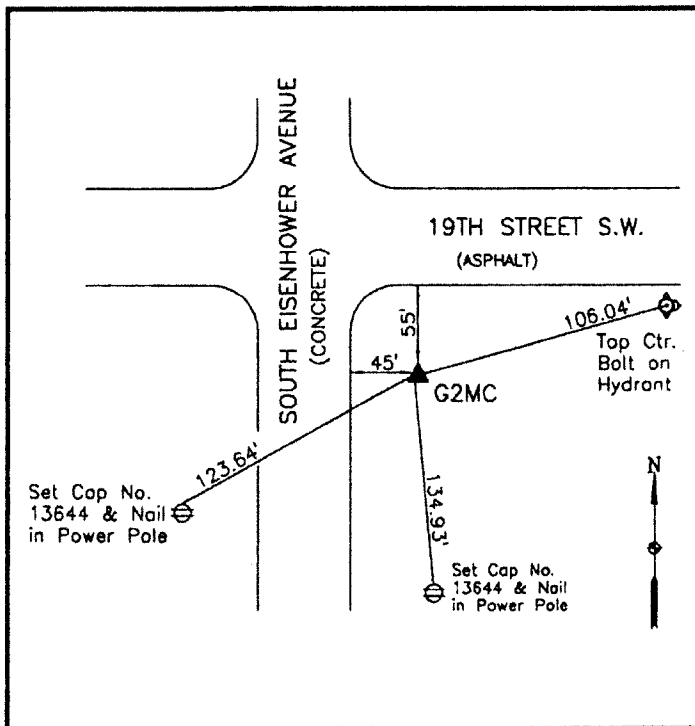 SOUTH EISENHOWER AVENUE
(CONCRETE)
19TH STREET S.W.
(ASPHALT)
55'
106.04'
Top Ctr.
Bolt on
Hydrant
45'
G2MC
123.64'
Set Cap No.
13644 & Nail
in Power Pole
134.93'
N
Set Cap No.
13644 & Nail
in Power Pole